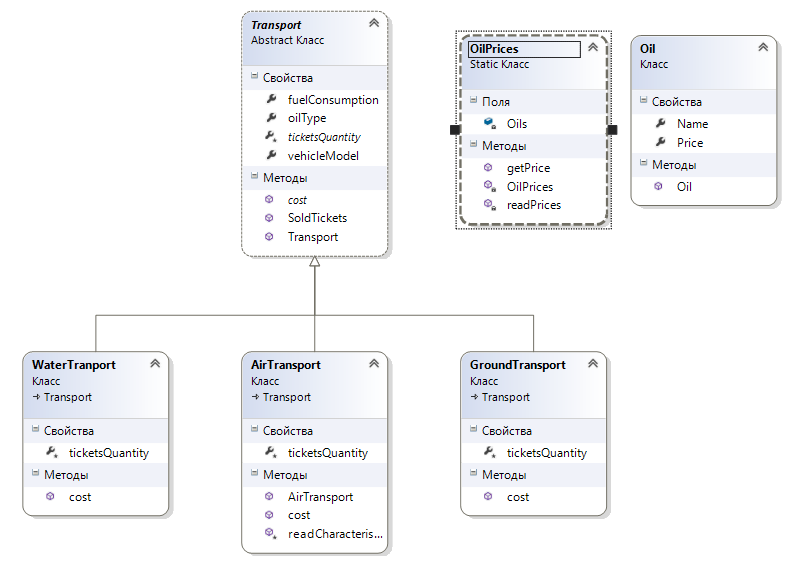 Transport
Abstract Класс
Свойства
fuelConsumption
oilType
ticketsQuantity
vehicleModel
Методы
cost
SoldTickets
Transport
OilPrices
Static Класс
Поля
Oils
Методы
getPrice
OilPrices
readPrices
Oil
Класс
Свойства
Name
Price
Методы
Oil
WaterTranport
Класс
Transport
Свойства
ticketsQuantity
Методы
cost
AirTransport
Класс
Transport
Свойства
ticketsQuantity
Методы
AirTransport
cost
readCharacteris...
GroundTransport
Класс
Transport
Свойства
ticketsQuantity
Методы
cost